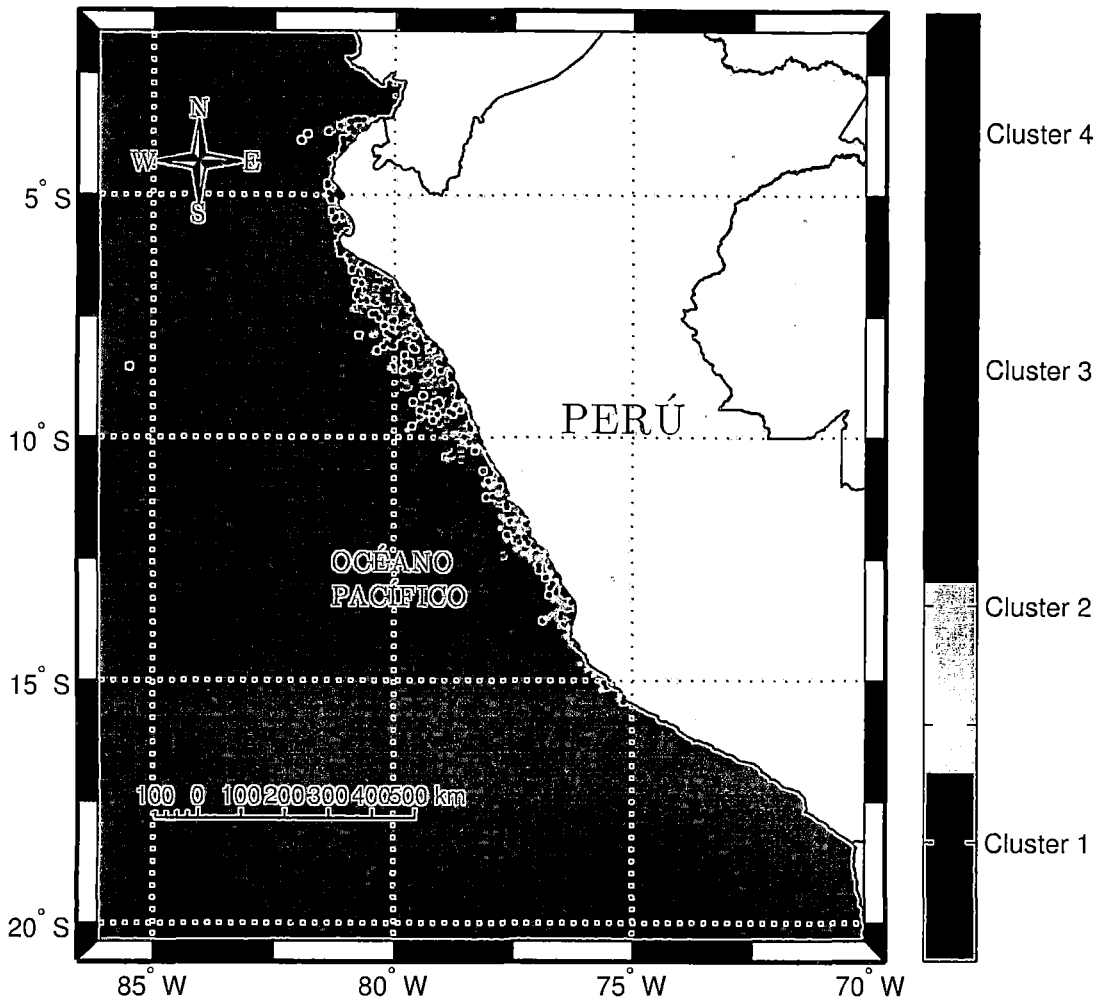 N
W E
S
5° S
10° S
15° S
20° S
85° W
80° W
75° W
70° W
PERÚ
OCÉANO
PACÍFICO
100 0 100 200 300 400 500 km
Cluster 4
Cluster 3
Cluster 2
Cluster 1